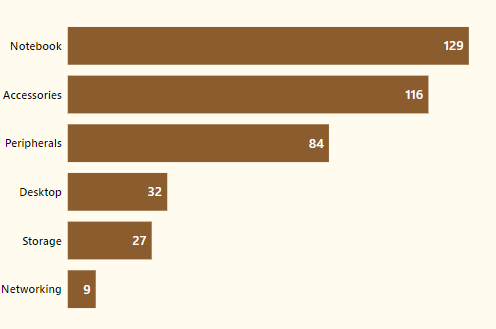 Notebook 129
Accessories 116
Peripherals 84
Desktop 32
Storage 27
Networking 9